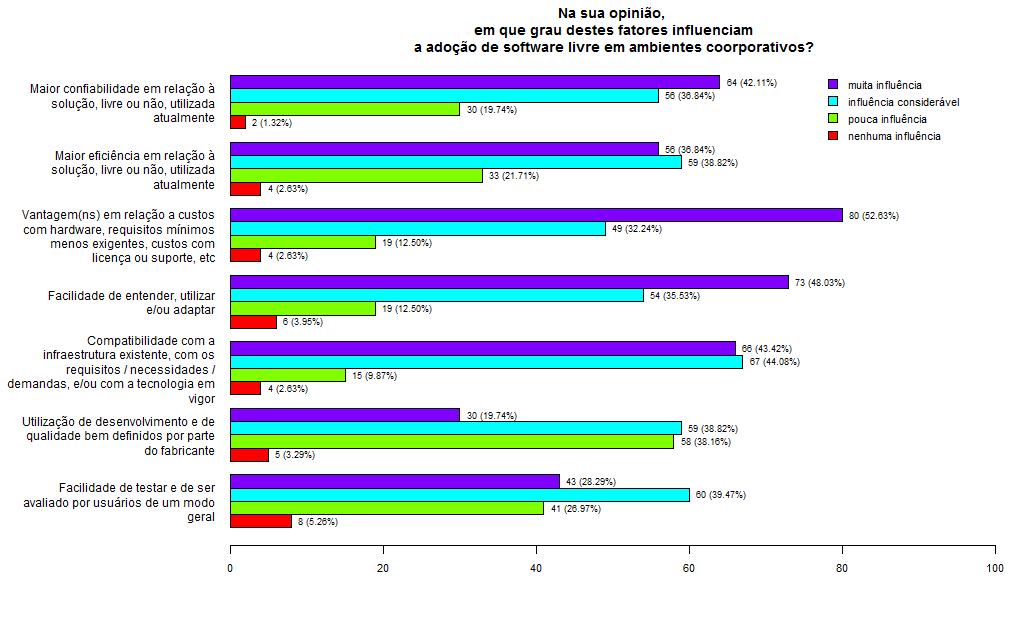 Na sua opinião,
em que grau destes fatores influenciam
a adoção de software livre em ambientes coorporativos?
muita influência
influência considerável
pouca influência
nenhuma influência
Maior confiabilidade em relação à
solução, livre ou não, utilizada
atualmente
64 (42.11%)
56 (36.84%)
30 (19.74%)
2 (1.32%)
Maior eficiência em relação à
solução, livre ou não, utilizada
atualmente
56 (36.84%)
59 (38.82%)
33 (21.71%)
4 (2.63%)
Vantagem(ns) em relação a custos
com hardware, requisitos mínimos
menos exigentes, custos com
licença ou suporte, etc
80 (52.63%)
49 (32.24%)
19 (12.50%)
4 (2.63%)
Facilidade de entender, utilizar
e/ou adaptar
73 (48.03%)
54 (35.53%)
19 (12.50%)
6 (3.95%)
Compatibilidade com a
infraestrutura existente, com os
requisitos / necessidades /
demandas, e/ou com a tecnologia em
vigor
66 (43.42%)
67 (44.08%)
15 (9.87%)
4 (2.63%)
Utilização de desenvolvimento e de
qualidade bem definidos por parte
do fabricante
30 (19.74%)
59 (38.82%)
58 (38.16%)
5 (3.29%)
Facilidade de testar e de ser
avaliado por usuários de um modo
geral
43 (28.29%)
60 (39.47%)
41 (26.97%)
8 (5.26%)
0 20 40 60 80 100